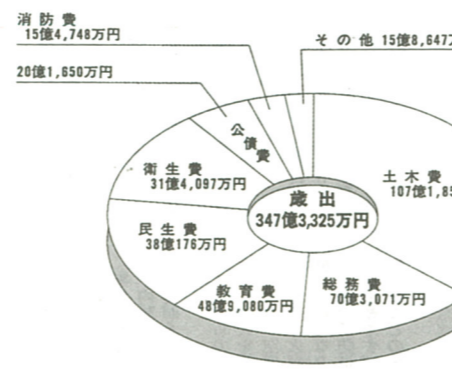 消防費
15億4,748万円
20億1,650万円
その他 15億8,647万
公債費
衛生費
31億4,097万円
土木費
107億1,85
歳出
347億3,325万円
民生費
38億176万円
教育費
48億9,080万円
総務費
70億3,071万円